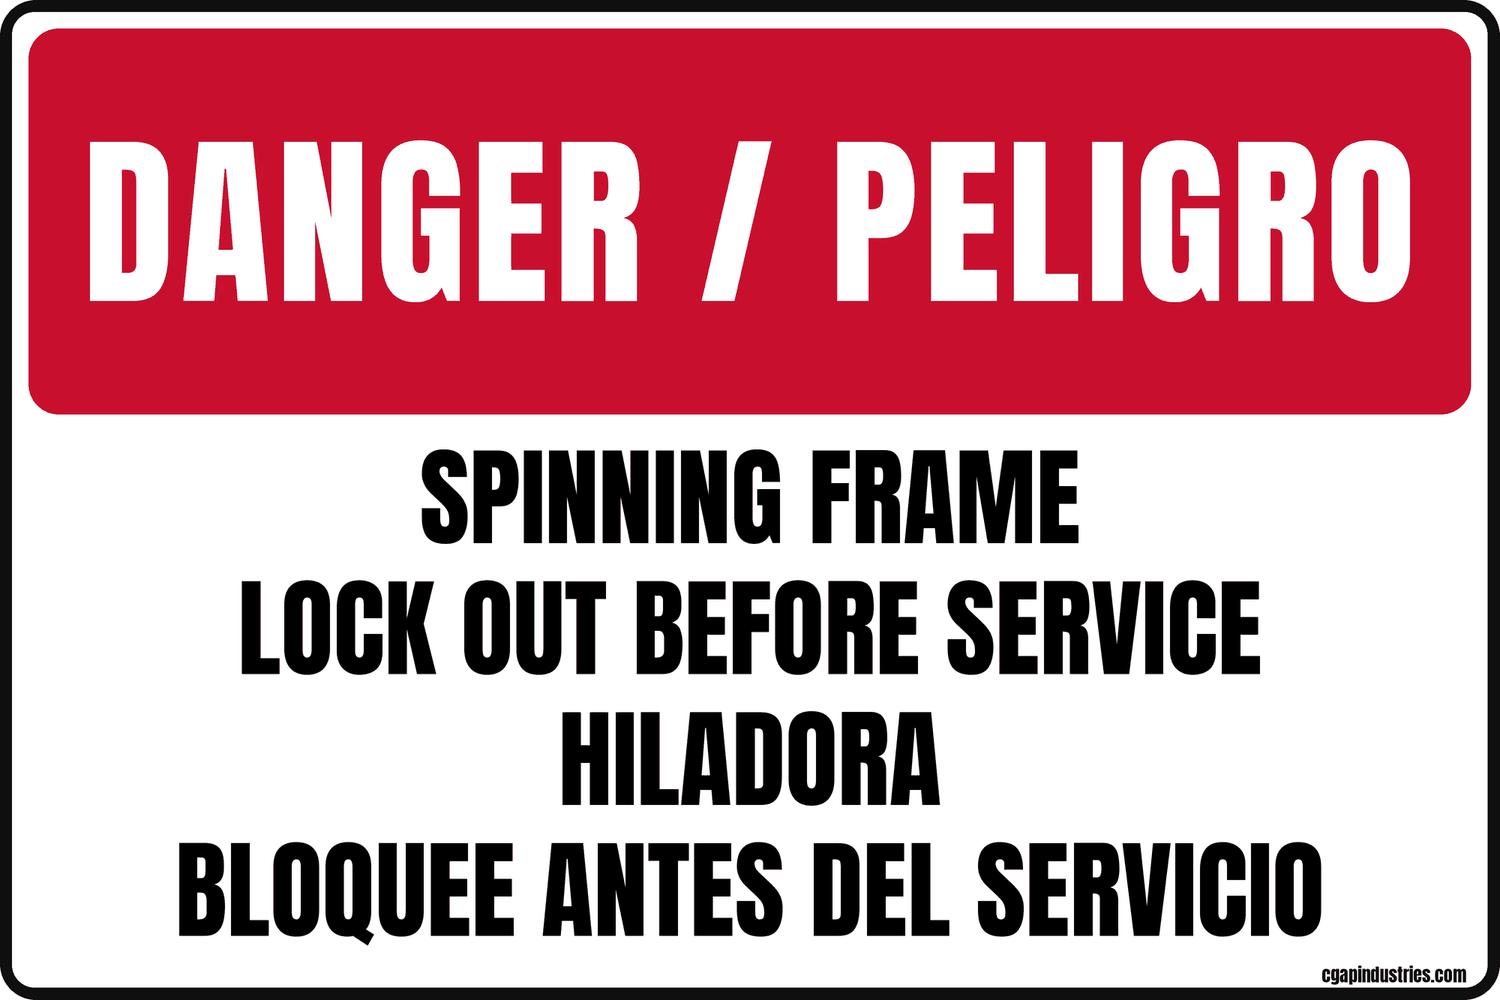 DANGER / PELIGRO
SPINNING FRAME
LOCK OUT BEFORE SERVICE
HILADORA
BLOQUEE ANTES DEL SERVICIO
cgapindustries.com